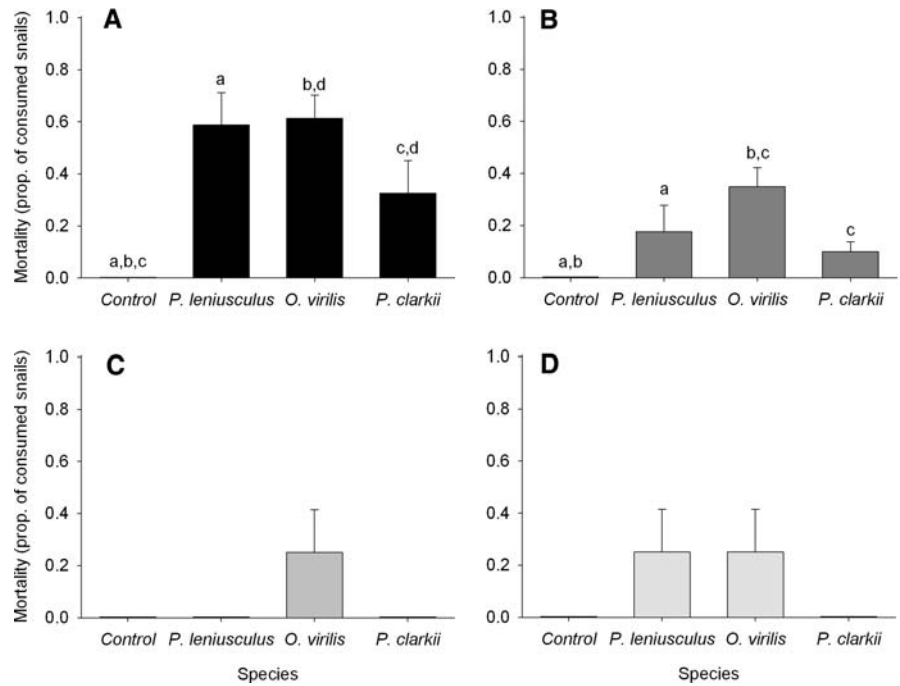 A
Mortality (prop. of consumed snails)
1.0
0.8
0.6
0.4
0.2
0.0
a,b,c
a
b,d
c,d
Control P. leniusculus O. virilis P. clarkii
B
1.0
0.8
0.6
0.4
0.2
0.0
a,b
a
b,c
c
Control P. leniusculus O. virilis P. clarkii
C
Mortality (prop. of consumed snails)
1.0
0.8
0.6
0.4
0.2
0.0
Control P. leniusculus O. virilis P. clarkii
Species
D
1.0
0.8
0.6
0.4
0.2
0.0
Control P. leniusculus O. virilis P. clarkii
Species